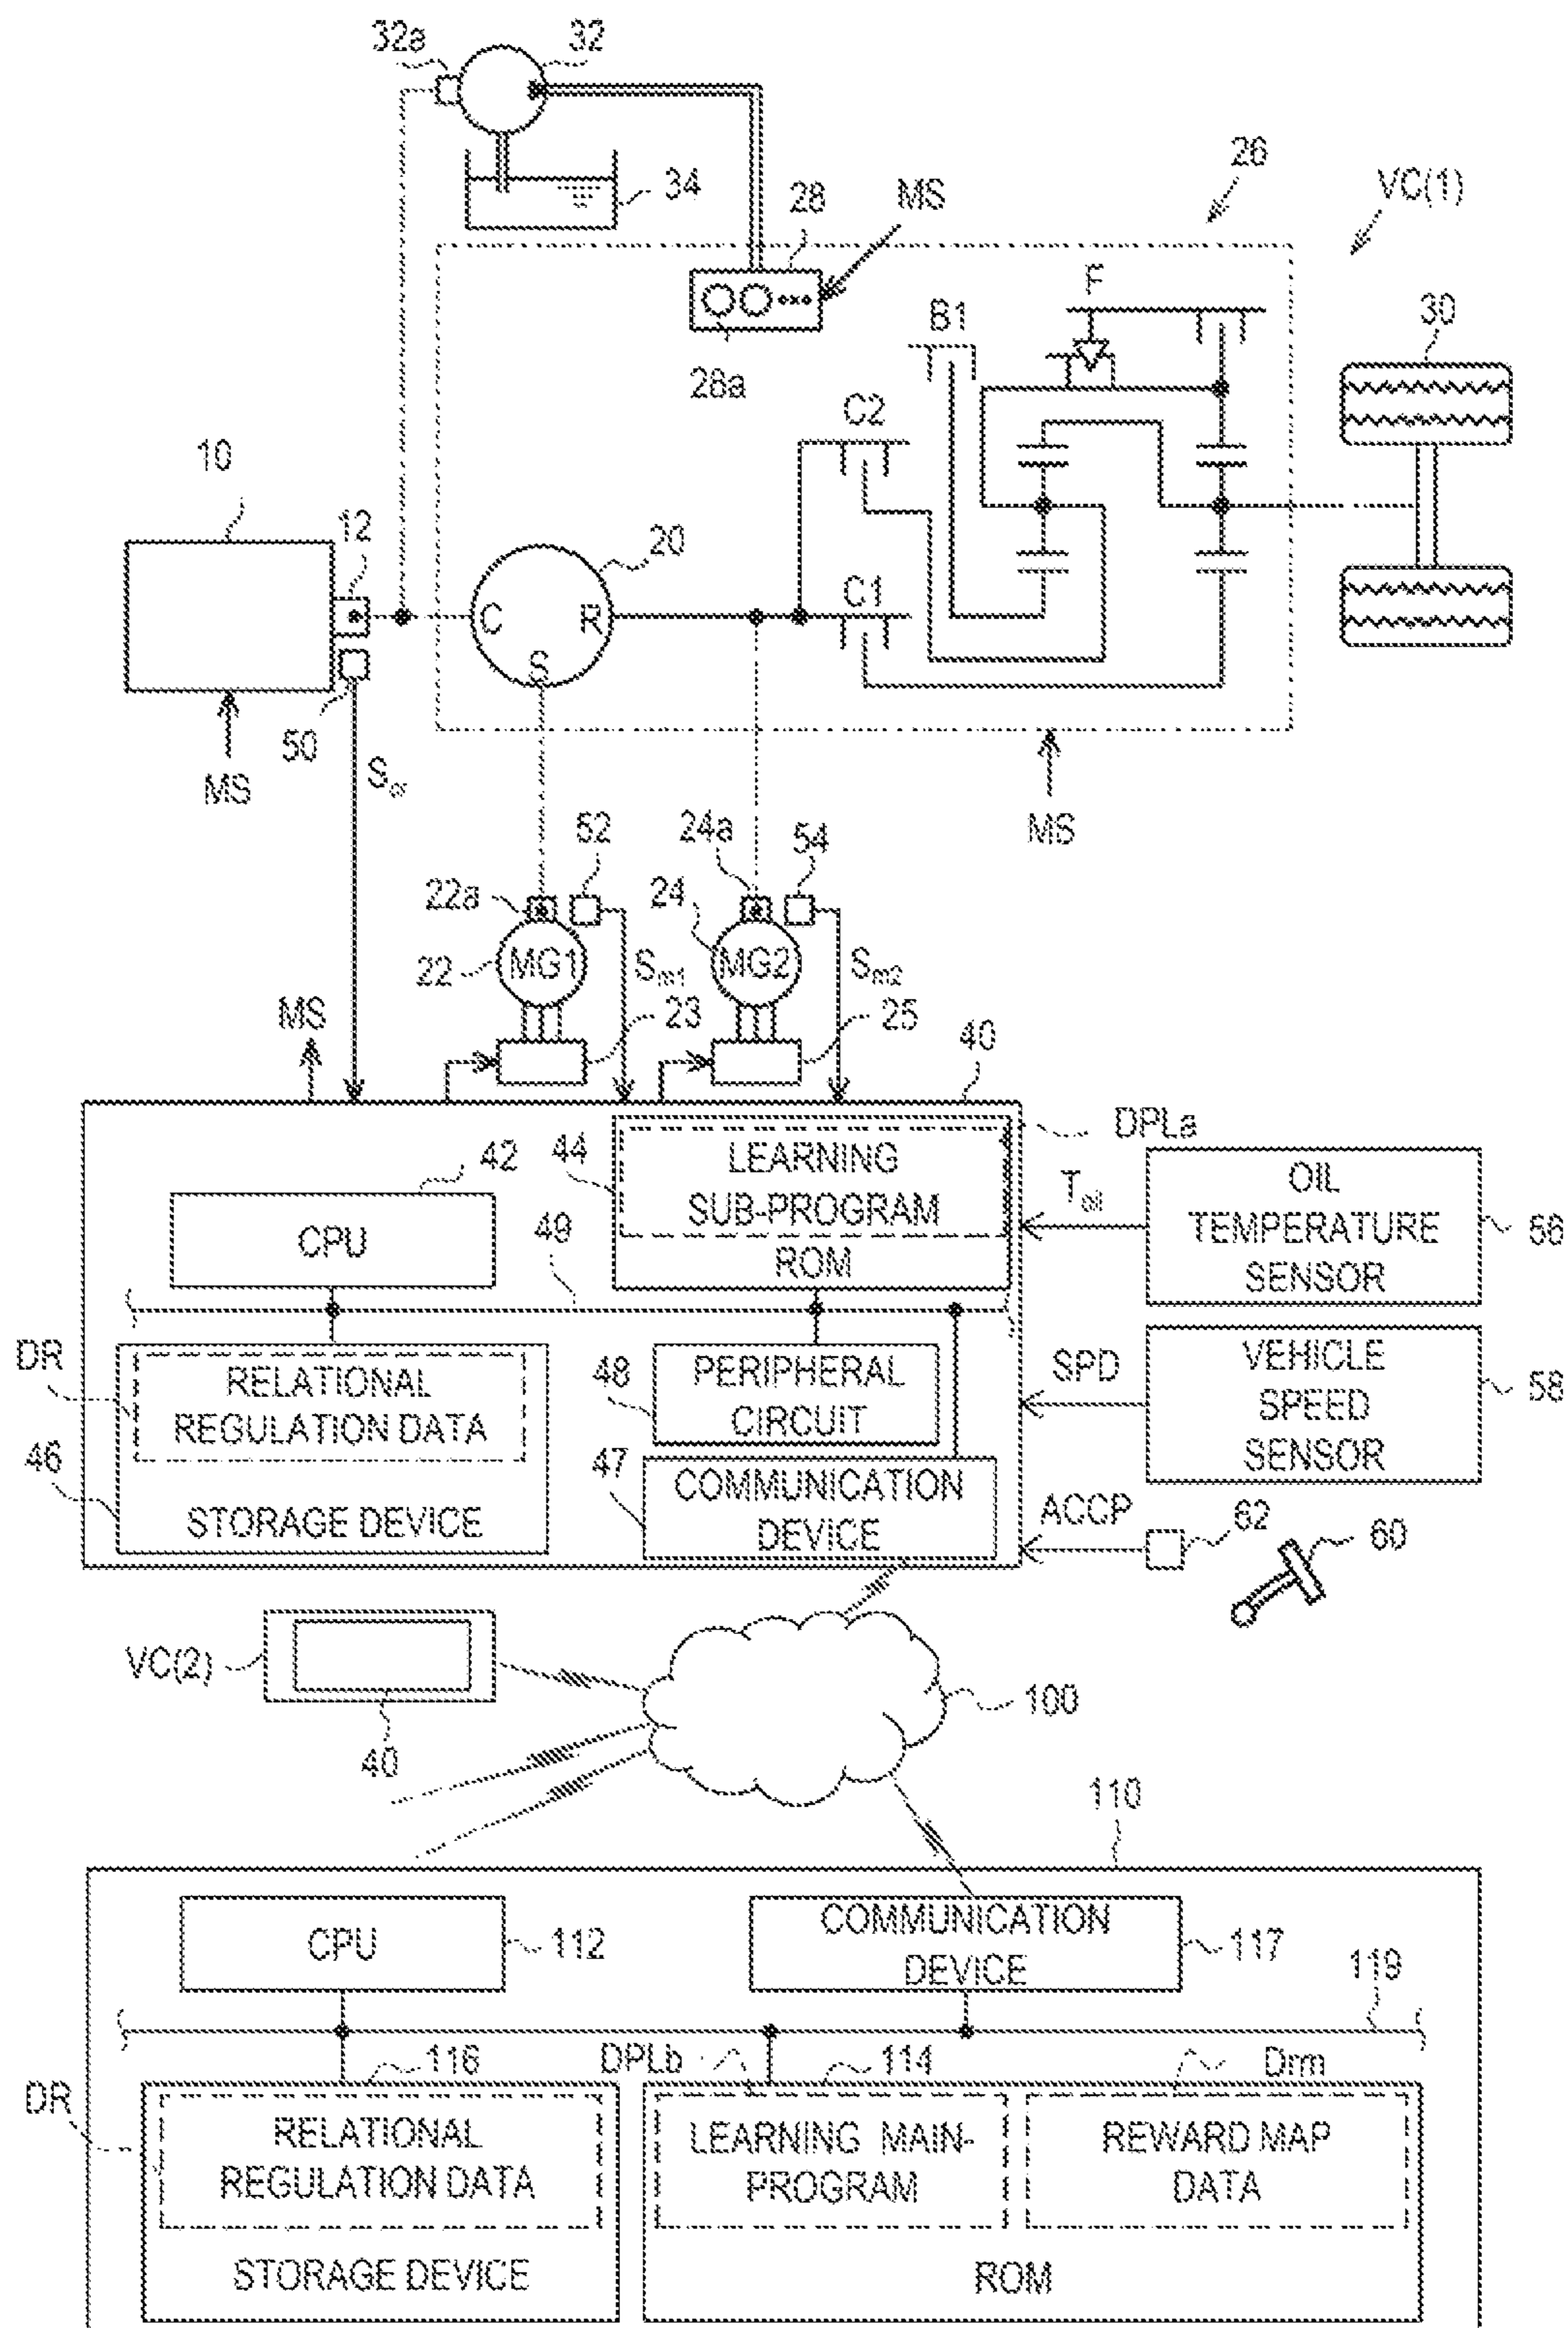 32a
32
34
28
MS
26
VC(1)
28a
B1
F
30
C2
10
12
20
C
R
S
C1
50
MS
Scr
MS
52
24a
54
22a
24
22
MG1
Sm1
MG2
Sm2
MS
23
25
40
DPLa
42
44
LEARNING
SUB-PROGRAM
ROM
CPU
49
Toil
OIL
TEMPERATURE
SENSOR
56
DR
RELATIONAL
REGULATION DATA
48
PERIPHERAL
CIRCUIT
SPD
VEHICLE
SPEED
SENSOR
58
46
STORAGE DEVICE
47
COMMUNICATION
DEVICE
ACCP
62
60
VC(2)
40
100
110
CPU
112
COMMUNICATION
DEVICE
117
119
116
DPLb
114
Drm
DR
RELATIONAL
REGULATION DATA
STORAGE DEVICE
LEARNING MAIN-
PROGRAM
REWARD MAP
DATA
ROM